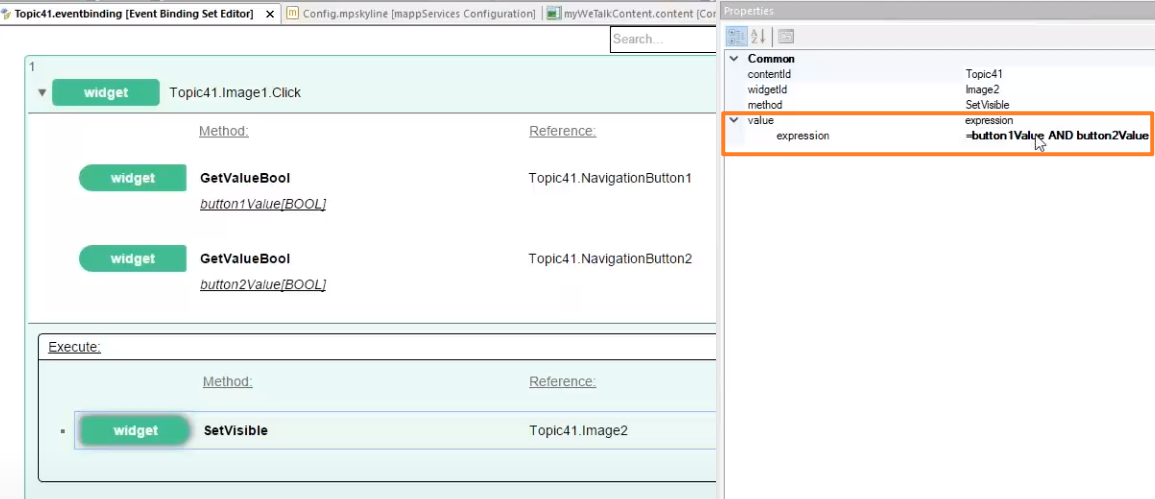 Topic41.eventbinding [Event Binding Set Editor] × Config.mpskyline [mappServices Configuration] myWeTalkContent.content [Co
Search...
1
widget Topic41.Image1.Click
Method: Reference:
widget GetValueBool Topic41.NavigationButton1
button1Value[BOOL]
widget GetValueBool Topic41.NavigationButton2
button2Value[BOOL]
Execute:
Method: Reference:
widget SetVisible Topic41.Image2
Properties
Common
contentId Topic41
widgetId Image2
method SetVisible
value expression
expression =button1Value AND button2Value